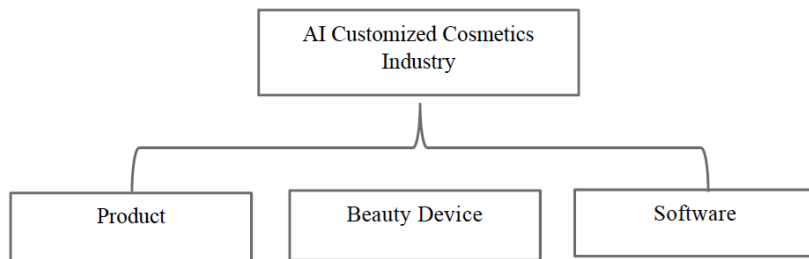 AI Customized Cosmetics
Industry
Product
Beauty Device
Software